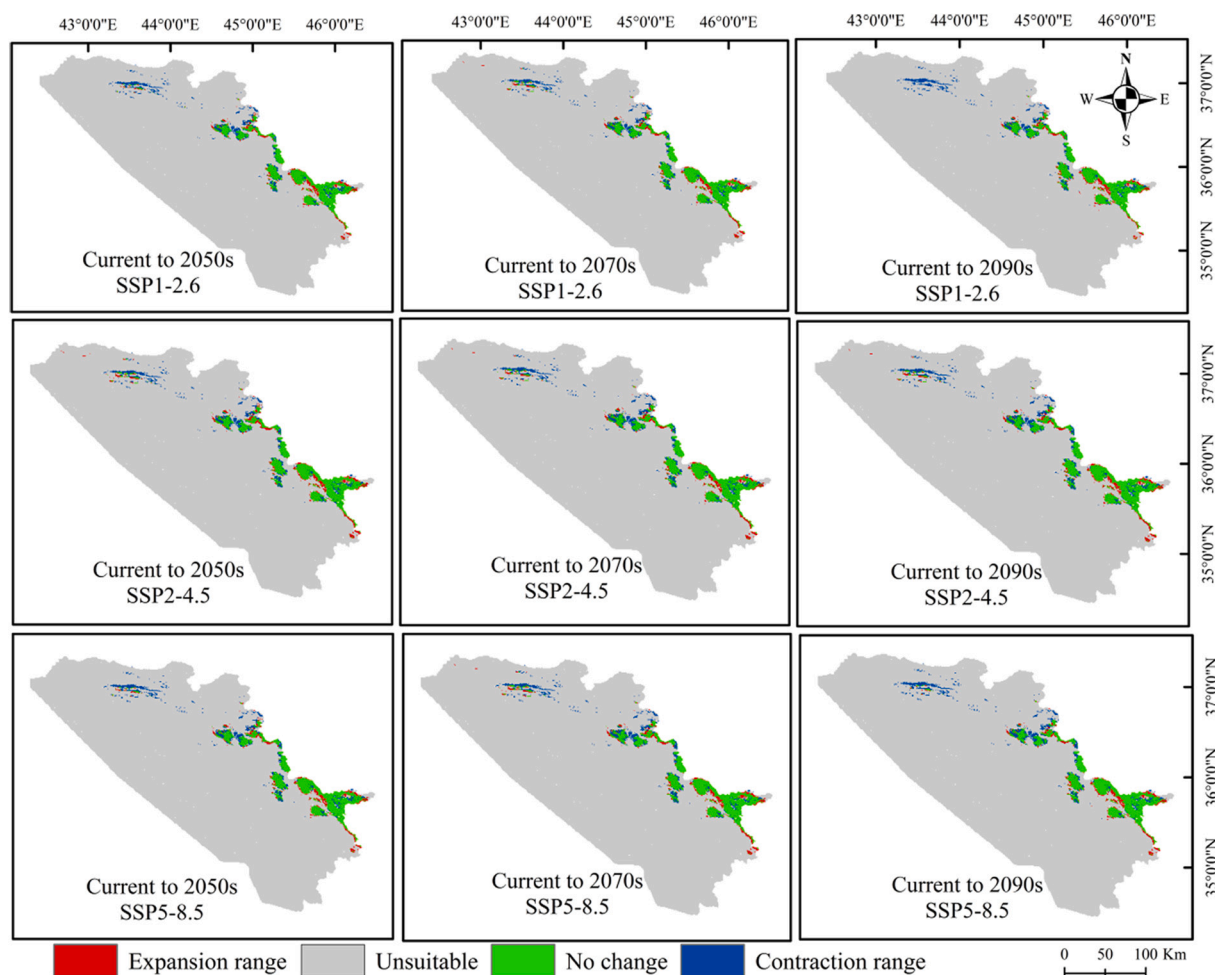 43°0'0"E 44°0'0"E 45°0'0"E 46°0'0"E 43°0'0"E 44°0'0"E 45°0'0"E 46°0'0"E 43°0'0"E 44°0'0"E 45°0'0"E 46°0'0"E
N
W E
S
37°0'0"N
36°0'0"N
35°0'0"N
Current to 2050s
SSP1-2.6
Current to 2070s
SSP1-2.6
Current to 2090s
SSP1-2.6
37°0'0"N
36°0'0"N
35°0'0"N
Current to 2050s
SSP2-4.5
Current to 2070s
SSP2-4.5
Current to 2090s
SSP2-4.5
37°0'0"N
36°0'0"N
35°0'0"N
Current to 2050s
SSP5-8.5
Current to 2070s
SSP5-8.5
Current to 2090s
SSP5-8.5
Expansion range Unsuitable No change Contraction range
0 50 100 Km